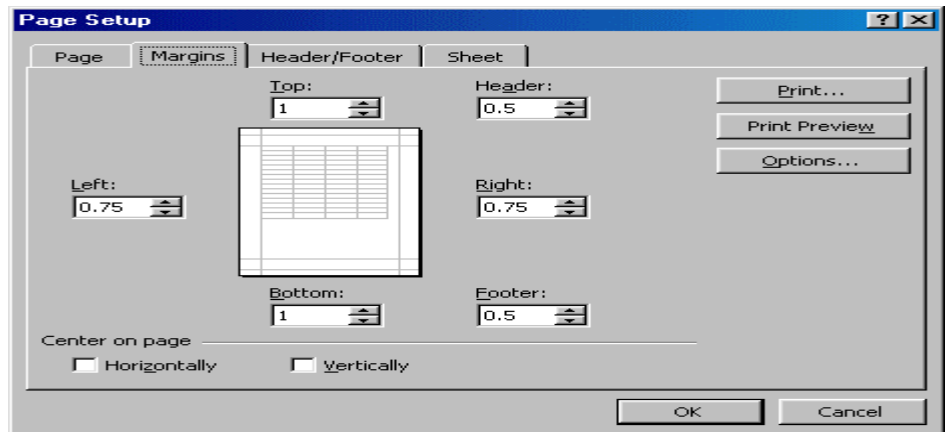 Page Setup
Page Margins Header/Footer Sheet
Top: Header:
1 0.5
Print...
Print Preview
Options...
Left: Right:
0.75 0.75
Bottom: Footer:
1 0.5
Center on page
Horizontally Vertically
OK Cancel